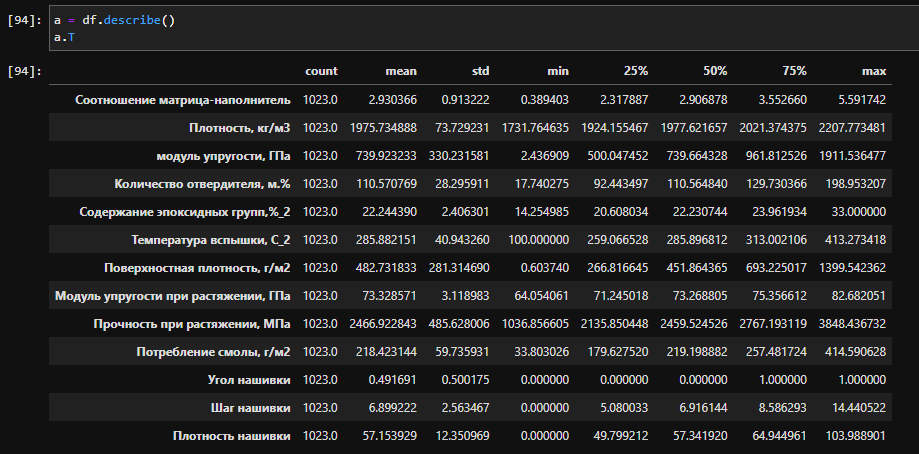 [94]: a = df.describe()
a.T
[94]: count mean std min 25% 50% 75% max
Соотношение матрица-наполнитель 1023.0 2.930366 0.913222 0.389403 2.317887 2.906878 3.552660 5.591742
Плотность, кг/м3 1023.0 1975.734888 73.729231 1731.764635 1924.155467 1977.621657 2021.374375 2207.773481
модуль упругости, ГПа 1023.0 739.923233 330.231581 2.436909 500.047452 739.664328 961.812526 1911.536477
Количество отвердителя, м.% 1023.0 110.570769 28.295911 17.740275 92.443497 110.564840 129.730366 198.953207
Содержание эпоксидных групп,%_2 1023.0 22.244390 2.406301 14.254985 20.608034 22.230744 23.961934 33.000000
Температура вспышки, С_2 1023.0 285.882151 40.943260 100.000000 259.066528 285.896812 313.002106 413.273418
Поверхностная плотность, г/м2 1023.0 482.731833 281.314690 0.603740 266.816645 451.864365 693.225017 1399.542362
Модуль упругости при растяжении, ГПа 1023.0 73.328571 3.118983 64.054061 71.245018 73.268805 75.356612 82.682051
Прочность при растяжении, МПа 1023.0 2466.922843 485.628006 1036.856605 2135.850448 2459.524526 2767.193119 3848.436732
Потребление смолы, г/м2 1023.0 218.423144 59.735931 33.803026 179.627520 219.198882 257.481724 414.590628
Угол нашивки 1023.0 0.491691 0.500175 0.000000 0.000000 0.000000 1.000000 1.000000
Шаг нашивки 1023.0 6.899222 2.563467 0.000000 5.080033 6.916144 8.586293 14.440522
Плотность нашивки 1023.0 57.153929 12.350969 0.000000 49.799212 57.341920 64.944961 103.988901